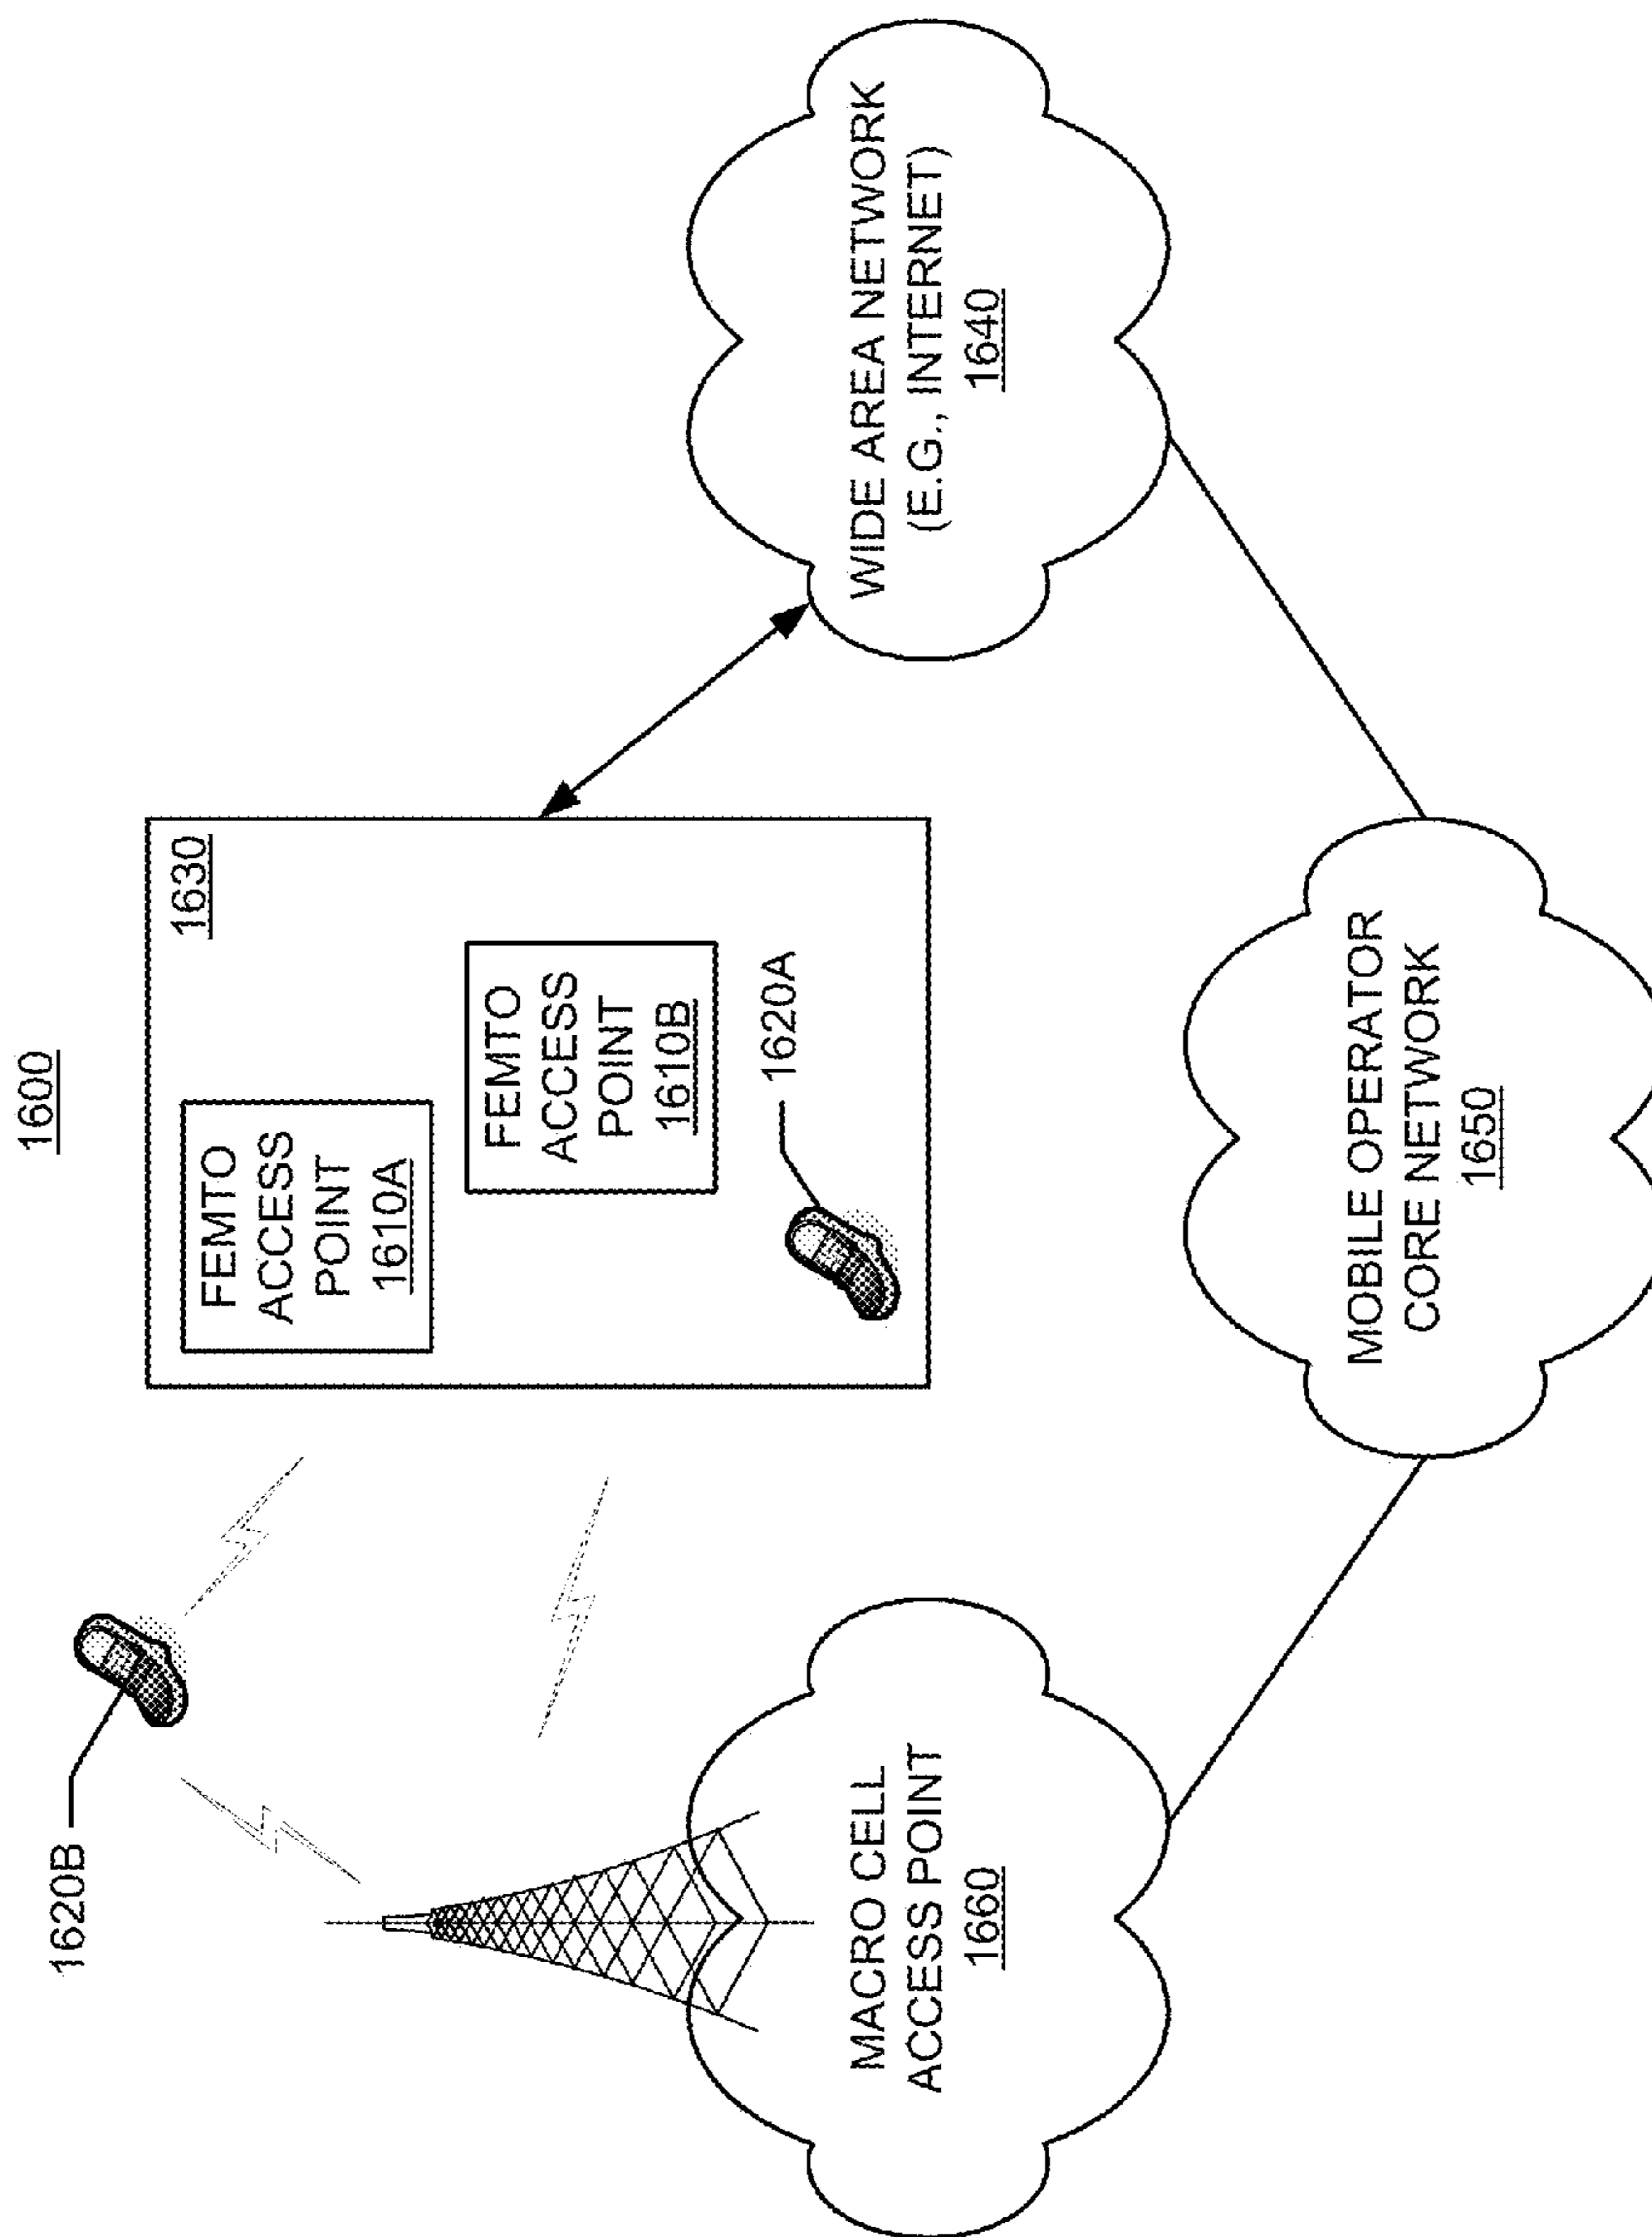 1600
1620B
1630
FEMTO
ACCESS
POINT
1610A
FEMTO
ACCESS
POINT
1610B
1620A
MACRO CELL
ACCESS POINT
1660
WIDE AREA NETWORK
(E.G., INTERNET)
1640
MOBILE OPERATOR
CORE NETWORK
1650